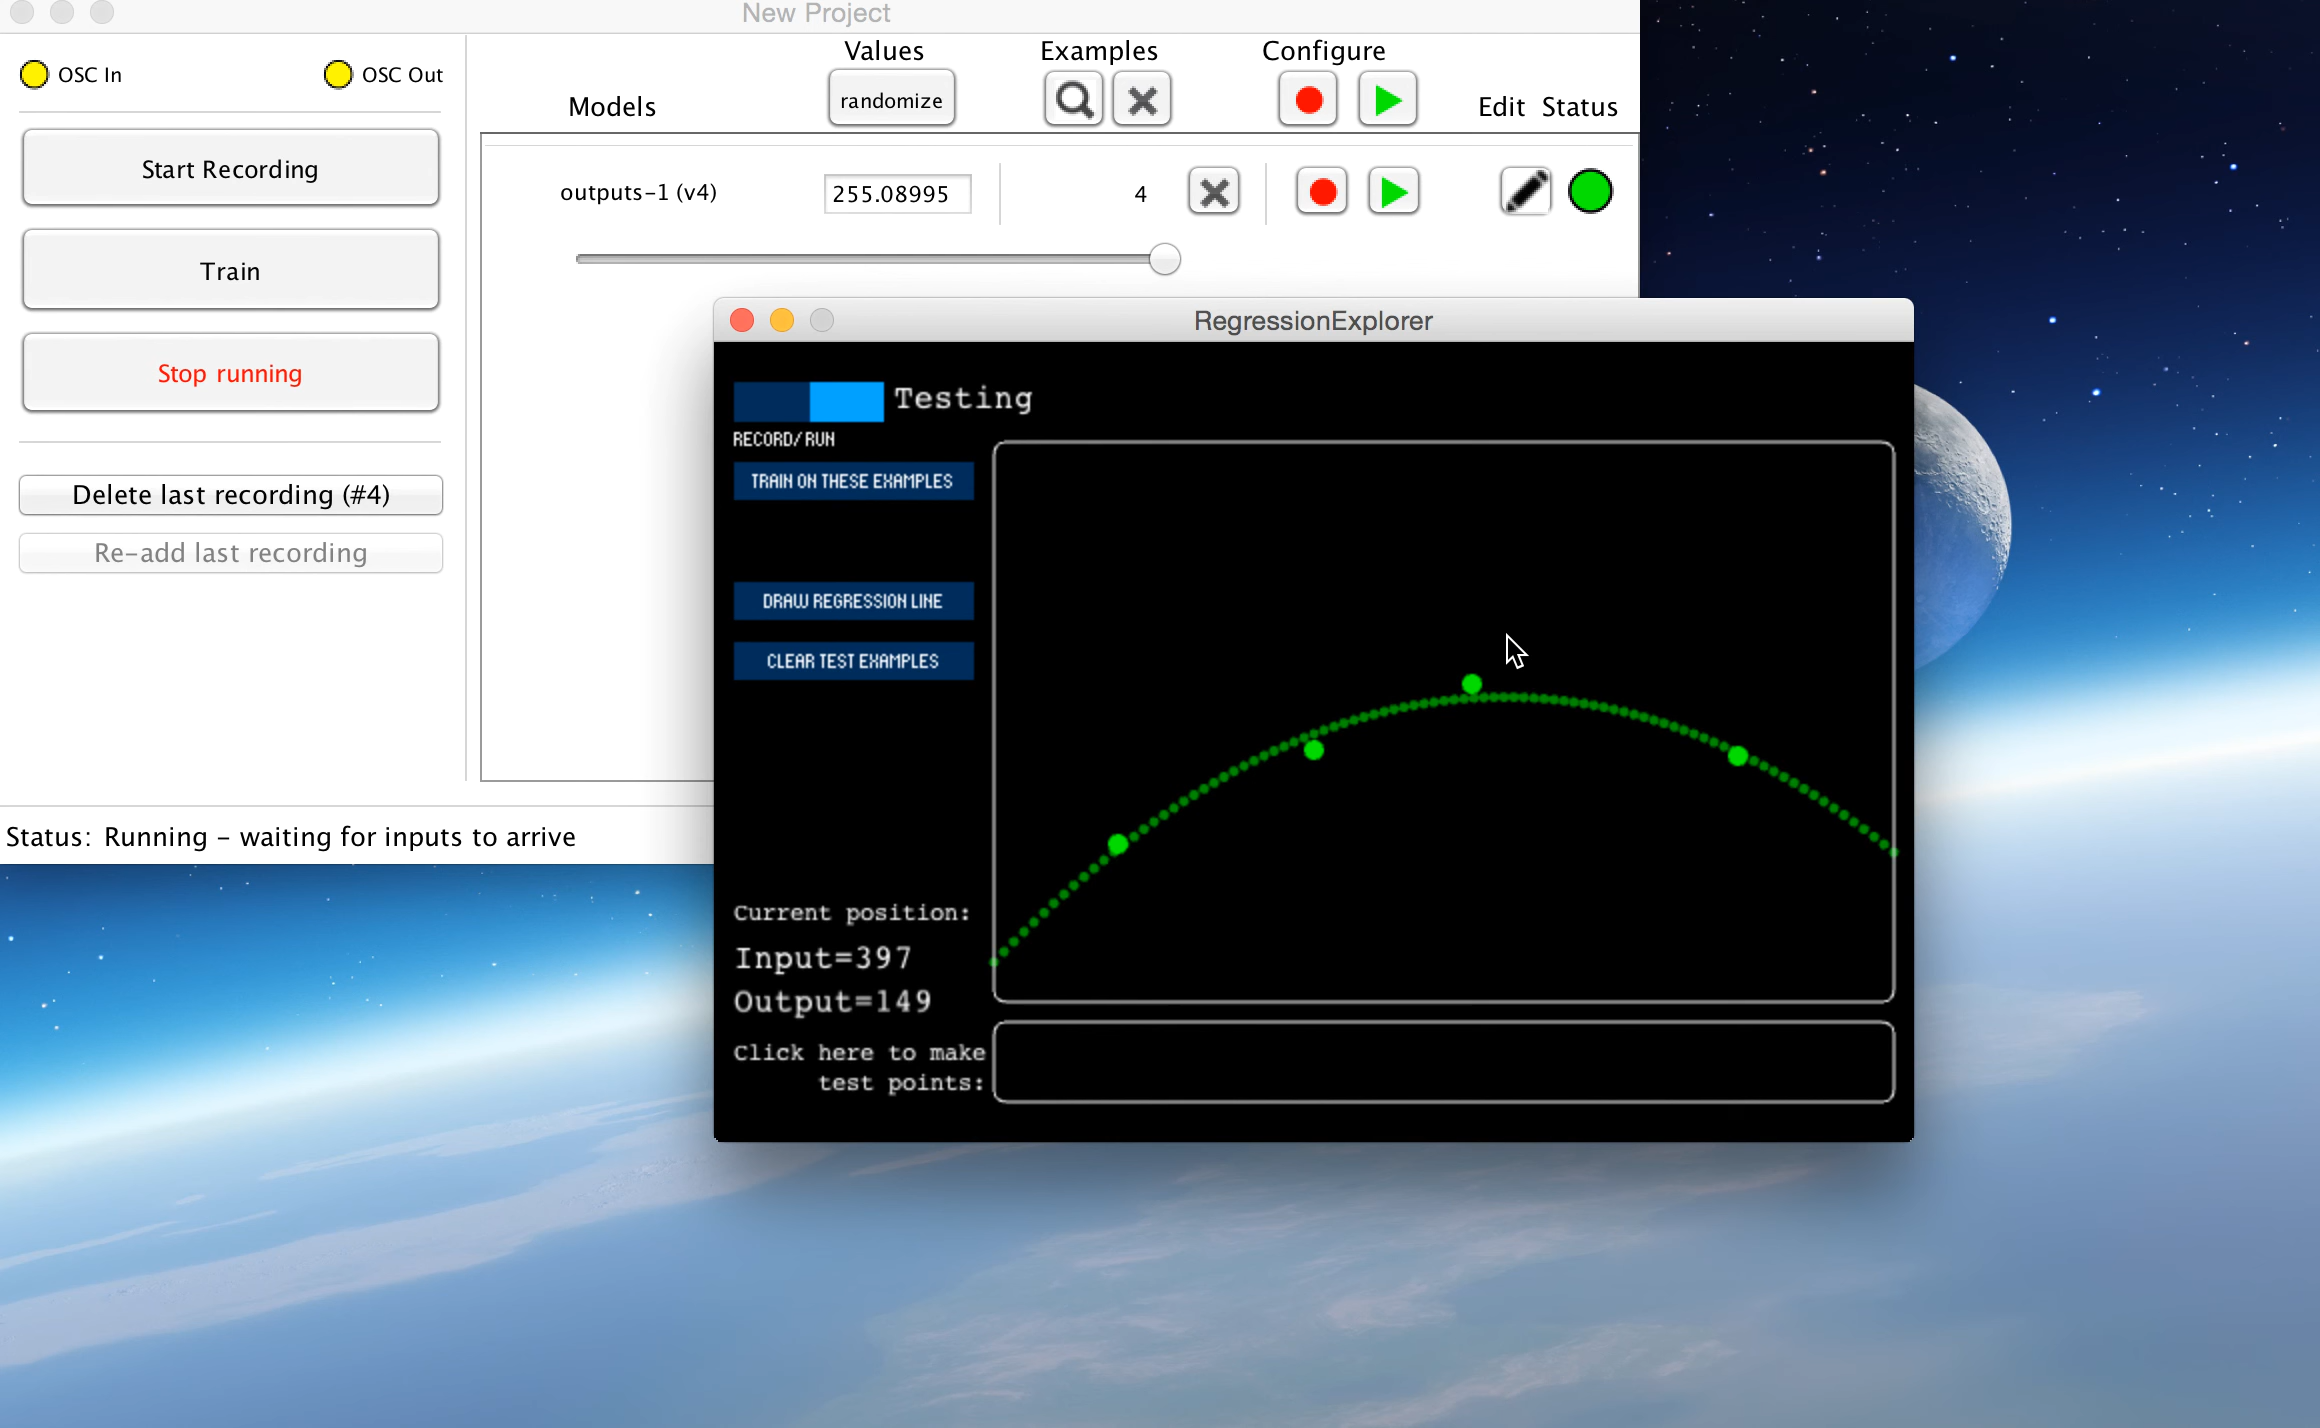 New Project
OSC In
OSC Out
Start Recording
Train
Stop running
Delete last recording (#4)
Re-add last recording
Models
Values
randomize
Examples
Configure
Edit Status
outputs-1 (v4)
255.08995
4
Status: Running - waiting for inputs to arrive
RegressionExplorer
Testing
RECORD/RUN
TRAIN ON THESE EXAMPLES
DRAW REGRESSION LINE
CLEAR TEST EXAMPLES
Current position:
Input=397
Output=149
Click here to make
test points: